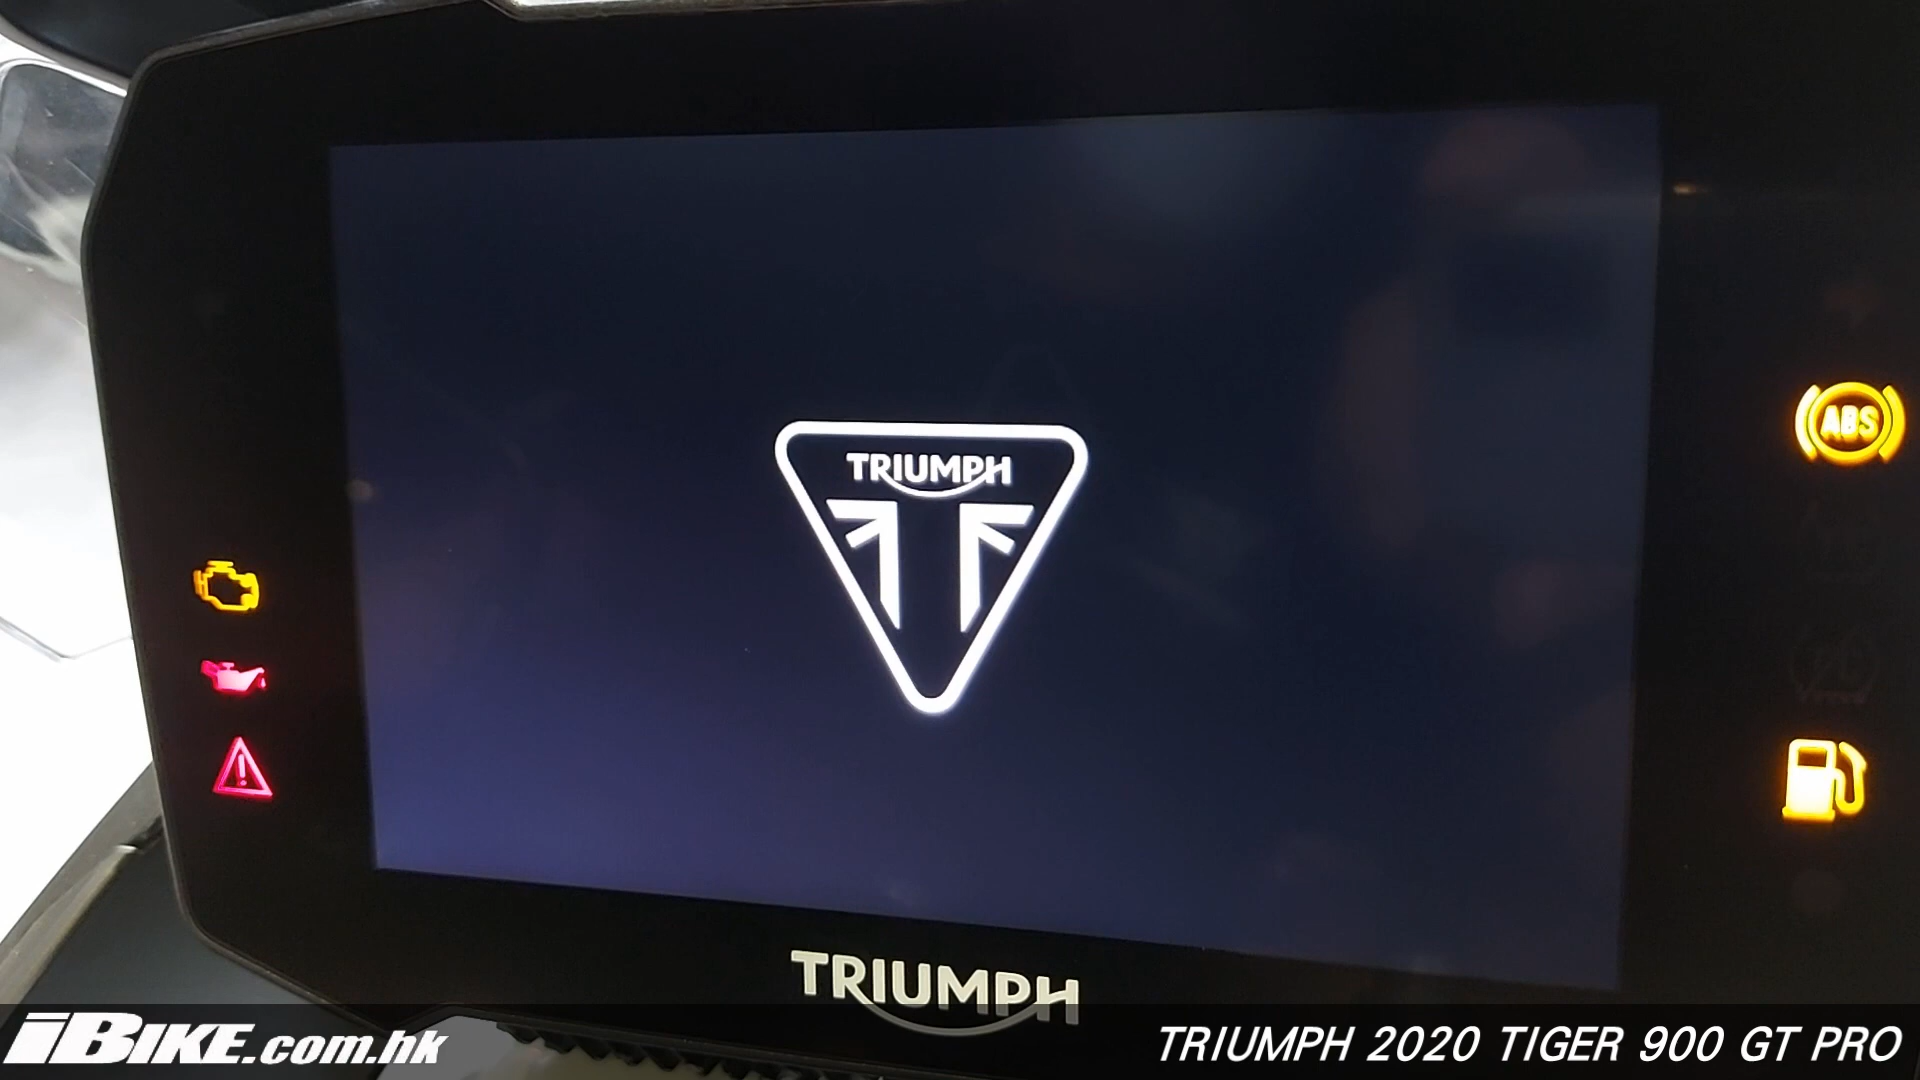 TRIUMPH
ABS
TRIUMPH
iBIKE.com.hk
TRIUMPH 2020 TIGER 900 GT PRO